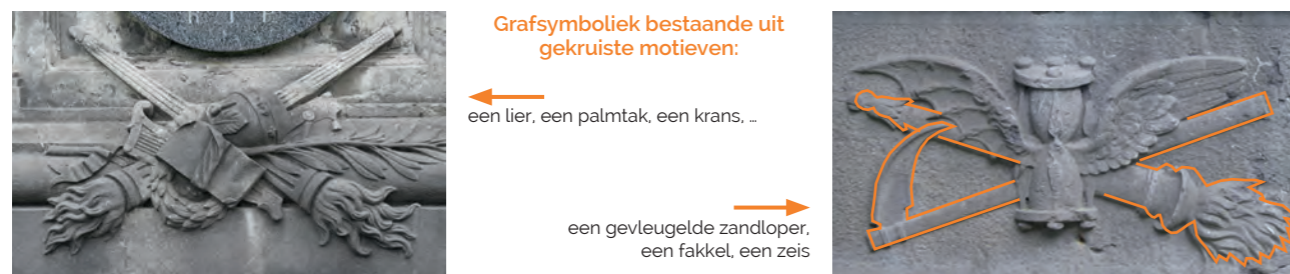 R I P
Grafsymboliek bestaande uit
gekruiste motieven:
een lier, een palmtak, een krans, ...
een gevleugelde zandloper,
een fakkel, een zeis